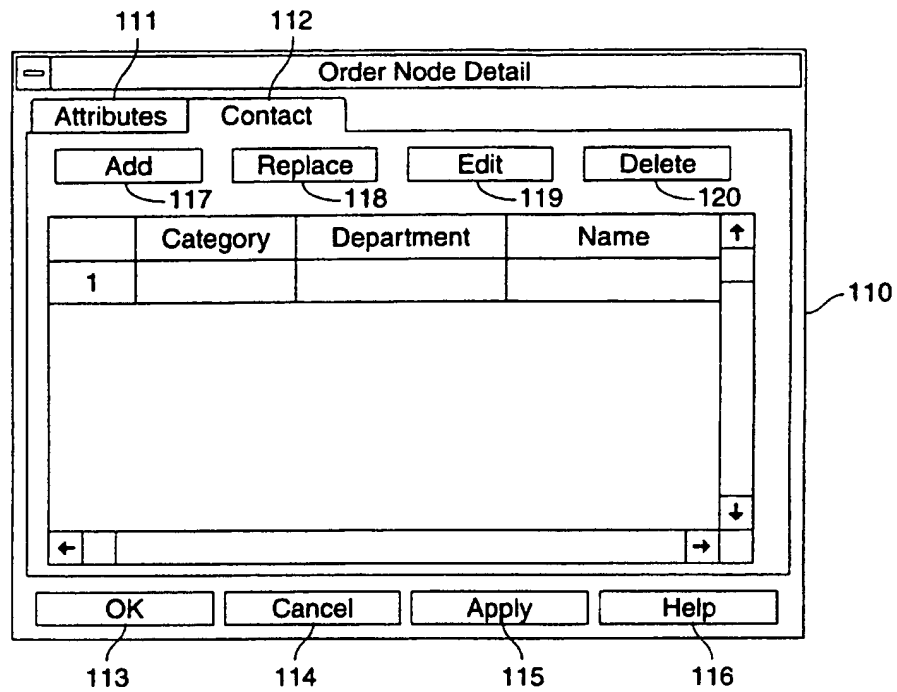 111 112
Order Node Detail
Attributes Contact
Add Replace Edit Delete
117 118 119 120
Category Department Name
1
110
OK Cancel Apply Help
113 114 115 116